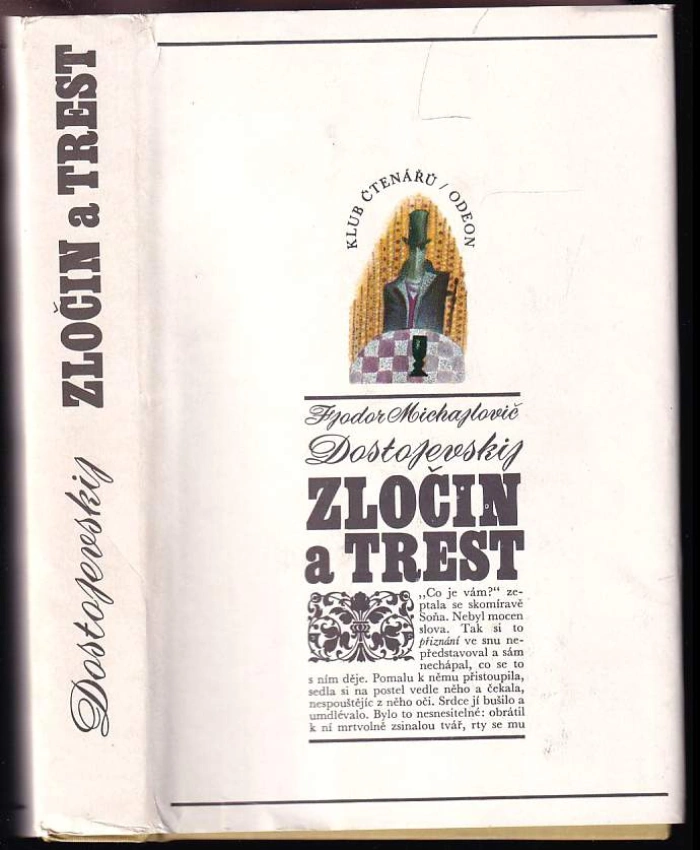 Dostojevskij ZLOČIN a TREST
KLUB ČTENÁŘŮ / ODEON
Fjodor Michajlovič
Dostojevskij
ZLOČIN
a TREST
„Co je vám?“ ze-
ptala se skomíravě
Soňa. Nebyl mocen
slova. Tak si to
přiznání ve snu ne-
představoval a sám
nechápal, co se to
s ním děje. Pomalu k němu přistoupila,
sedla si na postel vedle něho a čekala,
nespouštějíc z něho oči. Srdce jí bušilo a
umdlévalo. Bylo to nesnesitelné: obrátil
k ní mrtvolně zsinalou tvář, rty se mu